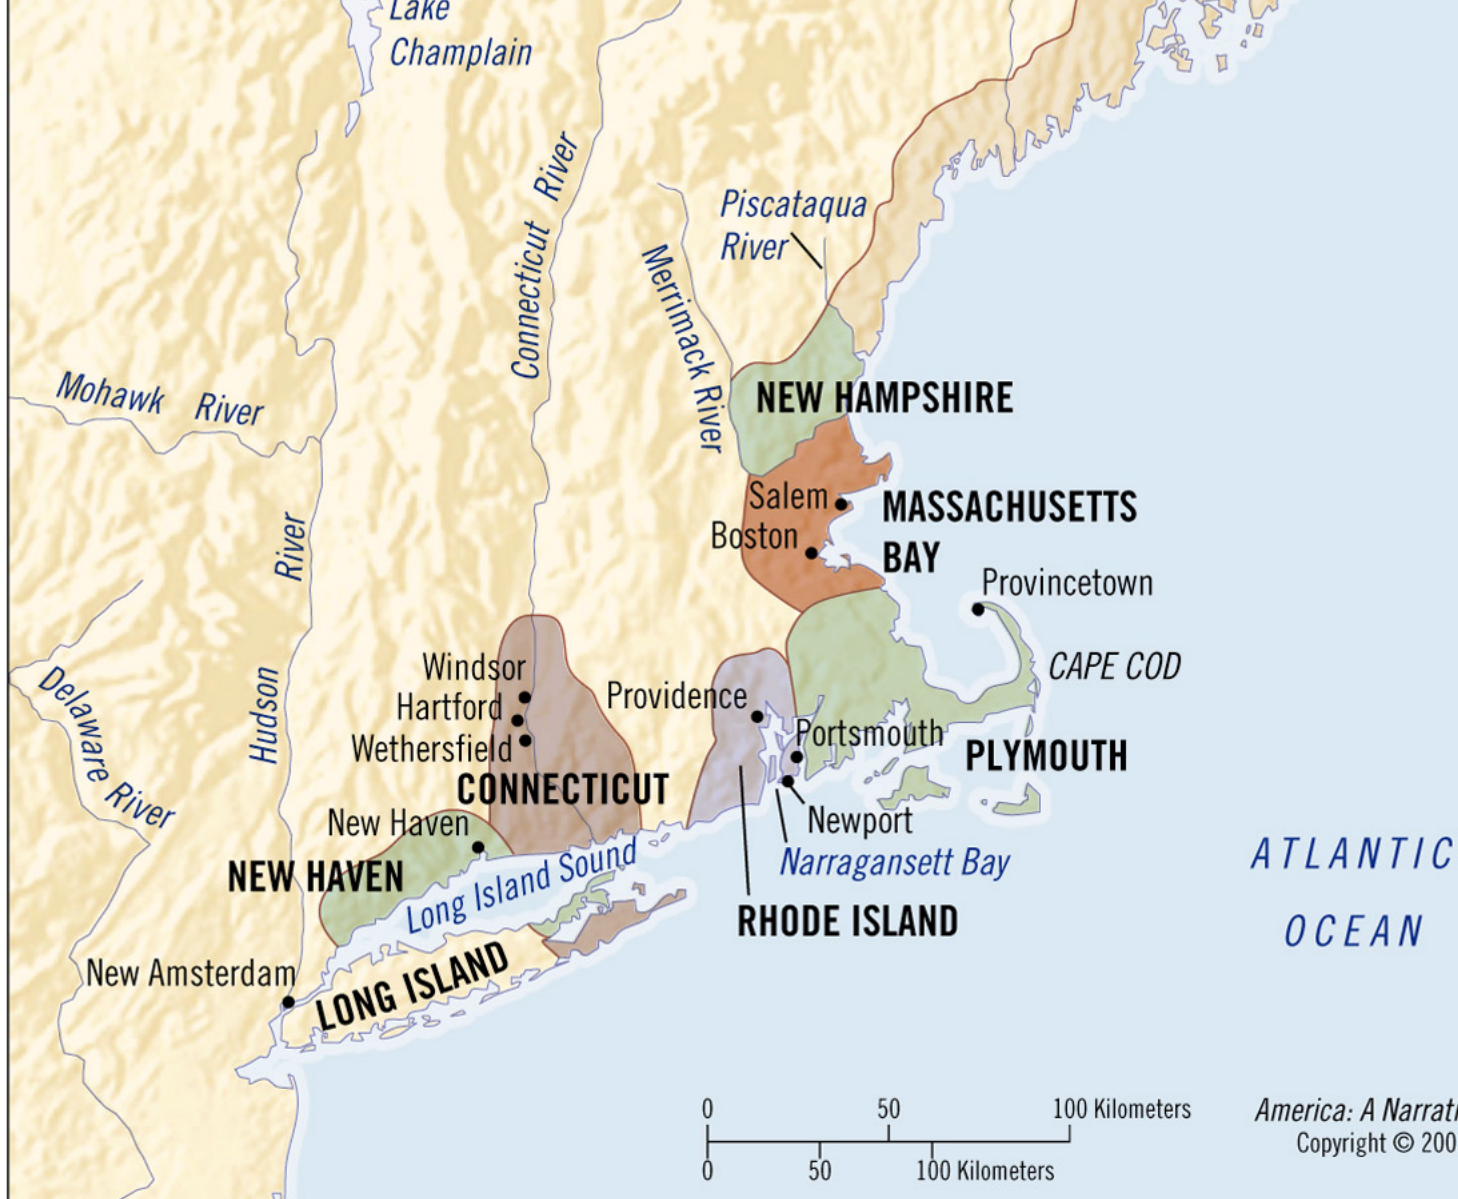 Lake
Champlain
Connecticut River
Piscataqua
River
Merrimack River
Mohawk River
NEW HAMPSHIRE
Salem
MASSACHUSETTS
BAY
Boston
Provincetown
Hudson River
CAPE COD
Windsor
Hartford
Wethersfield
CONNECTICUT
Delaware River
Providence
Portsmouth
PLYMOUTH
New Haven
NEW HAVEN
Newport
Narragansett Bay
Long Island Sound
RHODE ISLAND
ATLANTIC
OCEAN
New Amsterdam
LONG ISLAND
0 50 100 Kilometers
0 50 100 Kilometers
America: A Narrati
Copyright © 200